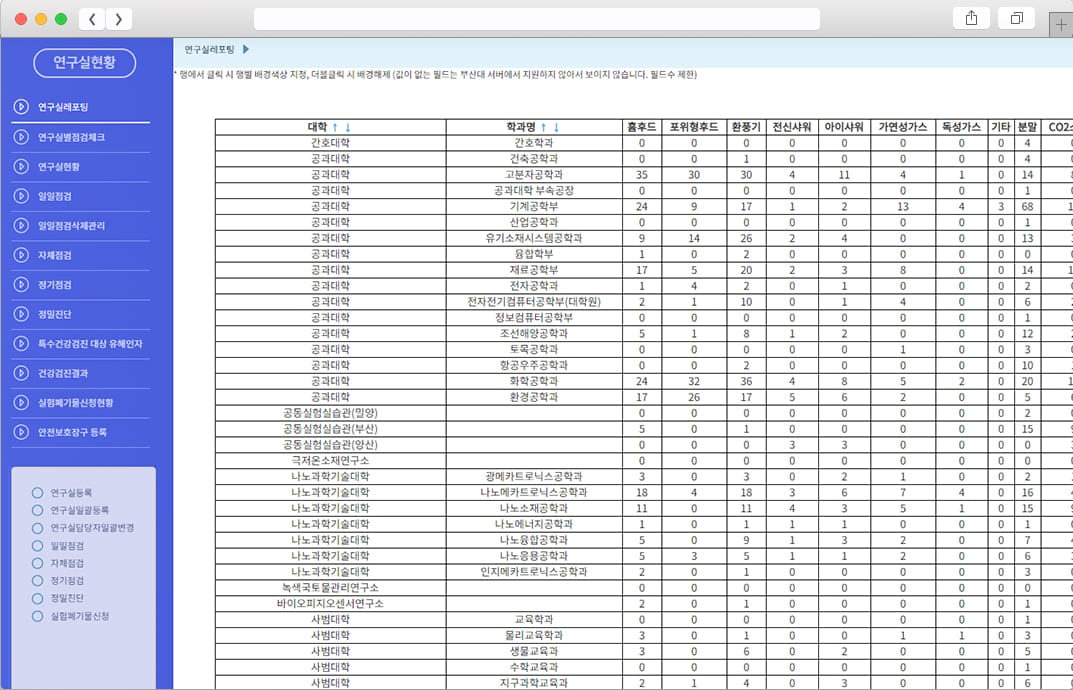 연구실현황
연구실레포팅
연구실별점검체크
연구실현황
일일점검
일일점검삭제관리
자체점검
정기점검
정밀진단
특수건강검진 대상 유해인자
건강검진결과
실험폐기물신청현황
안전보호장구 등록
연구실등록
연구실일괄등록
연구실담당자일괄변경
일일점검
자체점검
정기점검
정밀진단
실험폐기물신청
연구실레포팅
* 행에서 클릭 시 행별 배경색상 지정, 더블클릭 시 배경해제 (값이 없는 필드는 부산대 서버에서 지원하지 않아서 보이지 않습니다. 필드수 제한)
대학 ↑ ↓ 학과명 ↑ ↓ 흄후드 포위형후드 환풍기 전신샤워 아이샤워 가연성가스 독성가스 기타 분말 CO2
간호대학 간호학과 0 0 0 0 0 0 0 0 4
공과대학 건축공학과 0 0 1 0 0 0 0 0 4
공과대학 고분자공학과 35 30 30 4 11 4 1 0 14
공과대학 공과대학 부속공장 0 0 0 0 0 0 0 0 1
공과대학 기계공학부 24 9 17 1 2 13 4 3 68
공과대학 산업공학과 0 0 0 0 0 0 0 0 1
공과대학 유기소재시스템공학과 9 14 26 2 4 0 0 0 13
공과대학 융합학부 1 0 2 0 0 0 0 0 0
공과대학 재료공학부 17 5 20 2 3 8 0 0 14
공과대학 전자공학과 1 4 2 0 1 0 0 0 2
공과대학 전자전기컴퓨터공학부(대학원) 2 1 10 0 1 4 0 0 6
공과대학 정보컴퓨터공학부 0 0 0 0 0 0 0 0 1
공과대학 조선해양공학과 5 1 8 1 2 0 0 0 12
공과대학 토목공학과 0 0 0 0 0 1 0 0 3
공과대학 항공우주공학과 0 0 2 0 0 0 0 0 10
공과대학 화학공학과 24 32 36 4 8 5 2 0 20
공과대학 환경공학과 17 26 17 5 6 2 0 0 5
공통실험실습관(밀양) 0 0 0 0 0 0 0 0 2
공통실험실습관(부산) 5 0 1 0 0 0 0 0 15
공통실험실습관(양산) 0 0 0 3 3 0 0 0 0
극저온소재연구소 0 0 0 0 0 0 0 0 0
나노과학기술대학 광메카트로닉스공학과 3 0 3 0 2 1 0 0 2
나노과학기술대학 나노메카트로닉스공학과 18 4 18 3 6 7 4 0 16
나노과학기술대학 나노소재공학과 11 0 11 4 3 5 1 0 15
나노과학기술대학 나노에너지공학과 1 0 1 1 1 0 0 0 1
나노과학기술대학 나노융합공학과 5 0 9 1 3 2 0 0 7
나노과학기술대학 나노응용공학과 5 3 5 1 1 2 0 0 6
나노과학기술대학 인지메카트로닉스공학과 2 0 1 0 0 0 0 0 3
녹색국토물관리연구소 0 0 0 0 0 0 0 0 0
바이오피지오센서연구소 2 0 1 0 0 0 0 0 1
사범대학 교육학과 0 0 0 0 0 0 0 0 1
사범대학 물리교육학과 3 0 1 0 0 1 1 0 3
사범대학 생물교육과 3 0 6 0 2 0 0 0 5
사범대학 수학교육과 0 0 0 0 0 0 0 0 1
사범대학 지구과학교육과 2 1 4 0 3 0 0 0 6